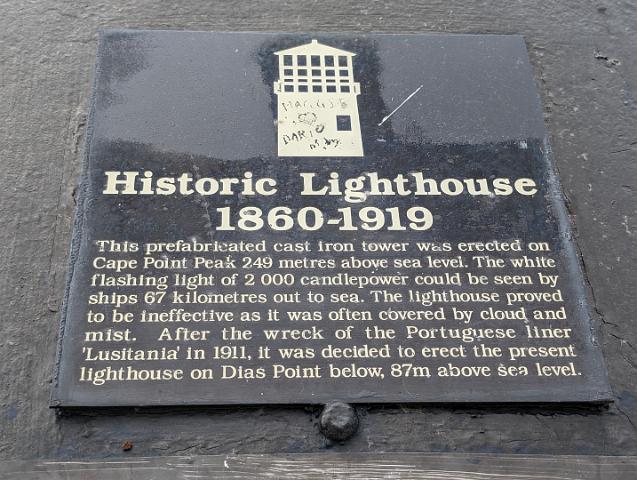 MARCUS
DARIO
Historic Lighthouse
1860-1919
This prefabricated cast iron tower was erected on
Cape Point Peak 249 metres above sea level. The white
flashing light of 2 000 candlepower could be seen by
ships 67 kilometres out to sea. The lighthouse proved
to be ineffective as it was often covered by cloud and
mist. After the wreck of the Portuguese liner
'Lusitania' in 1911, it was decided to erect the present
lighthouse on Dias Point below, 87m above sea level.